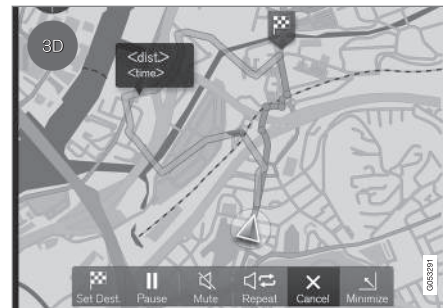 3D
<dist.>
<time>
Set Dest. Pause Mute Repeat Cancel Minimize
G053291